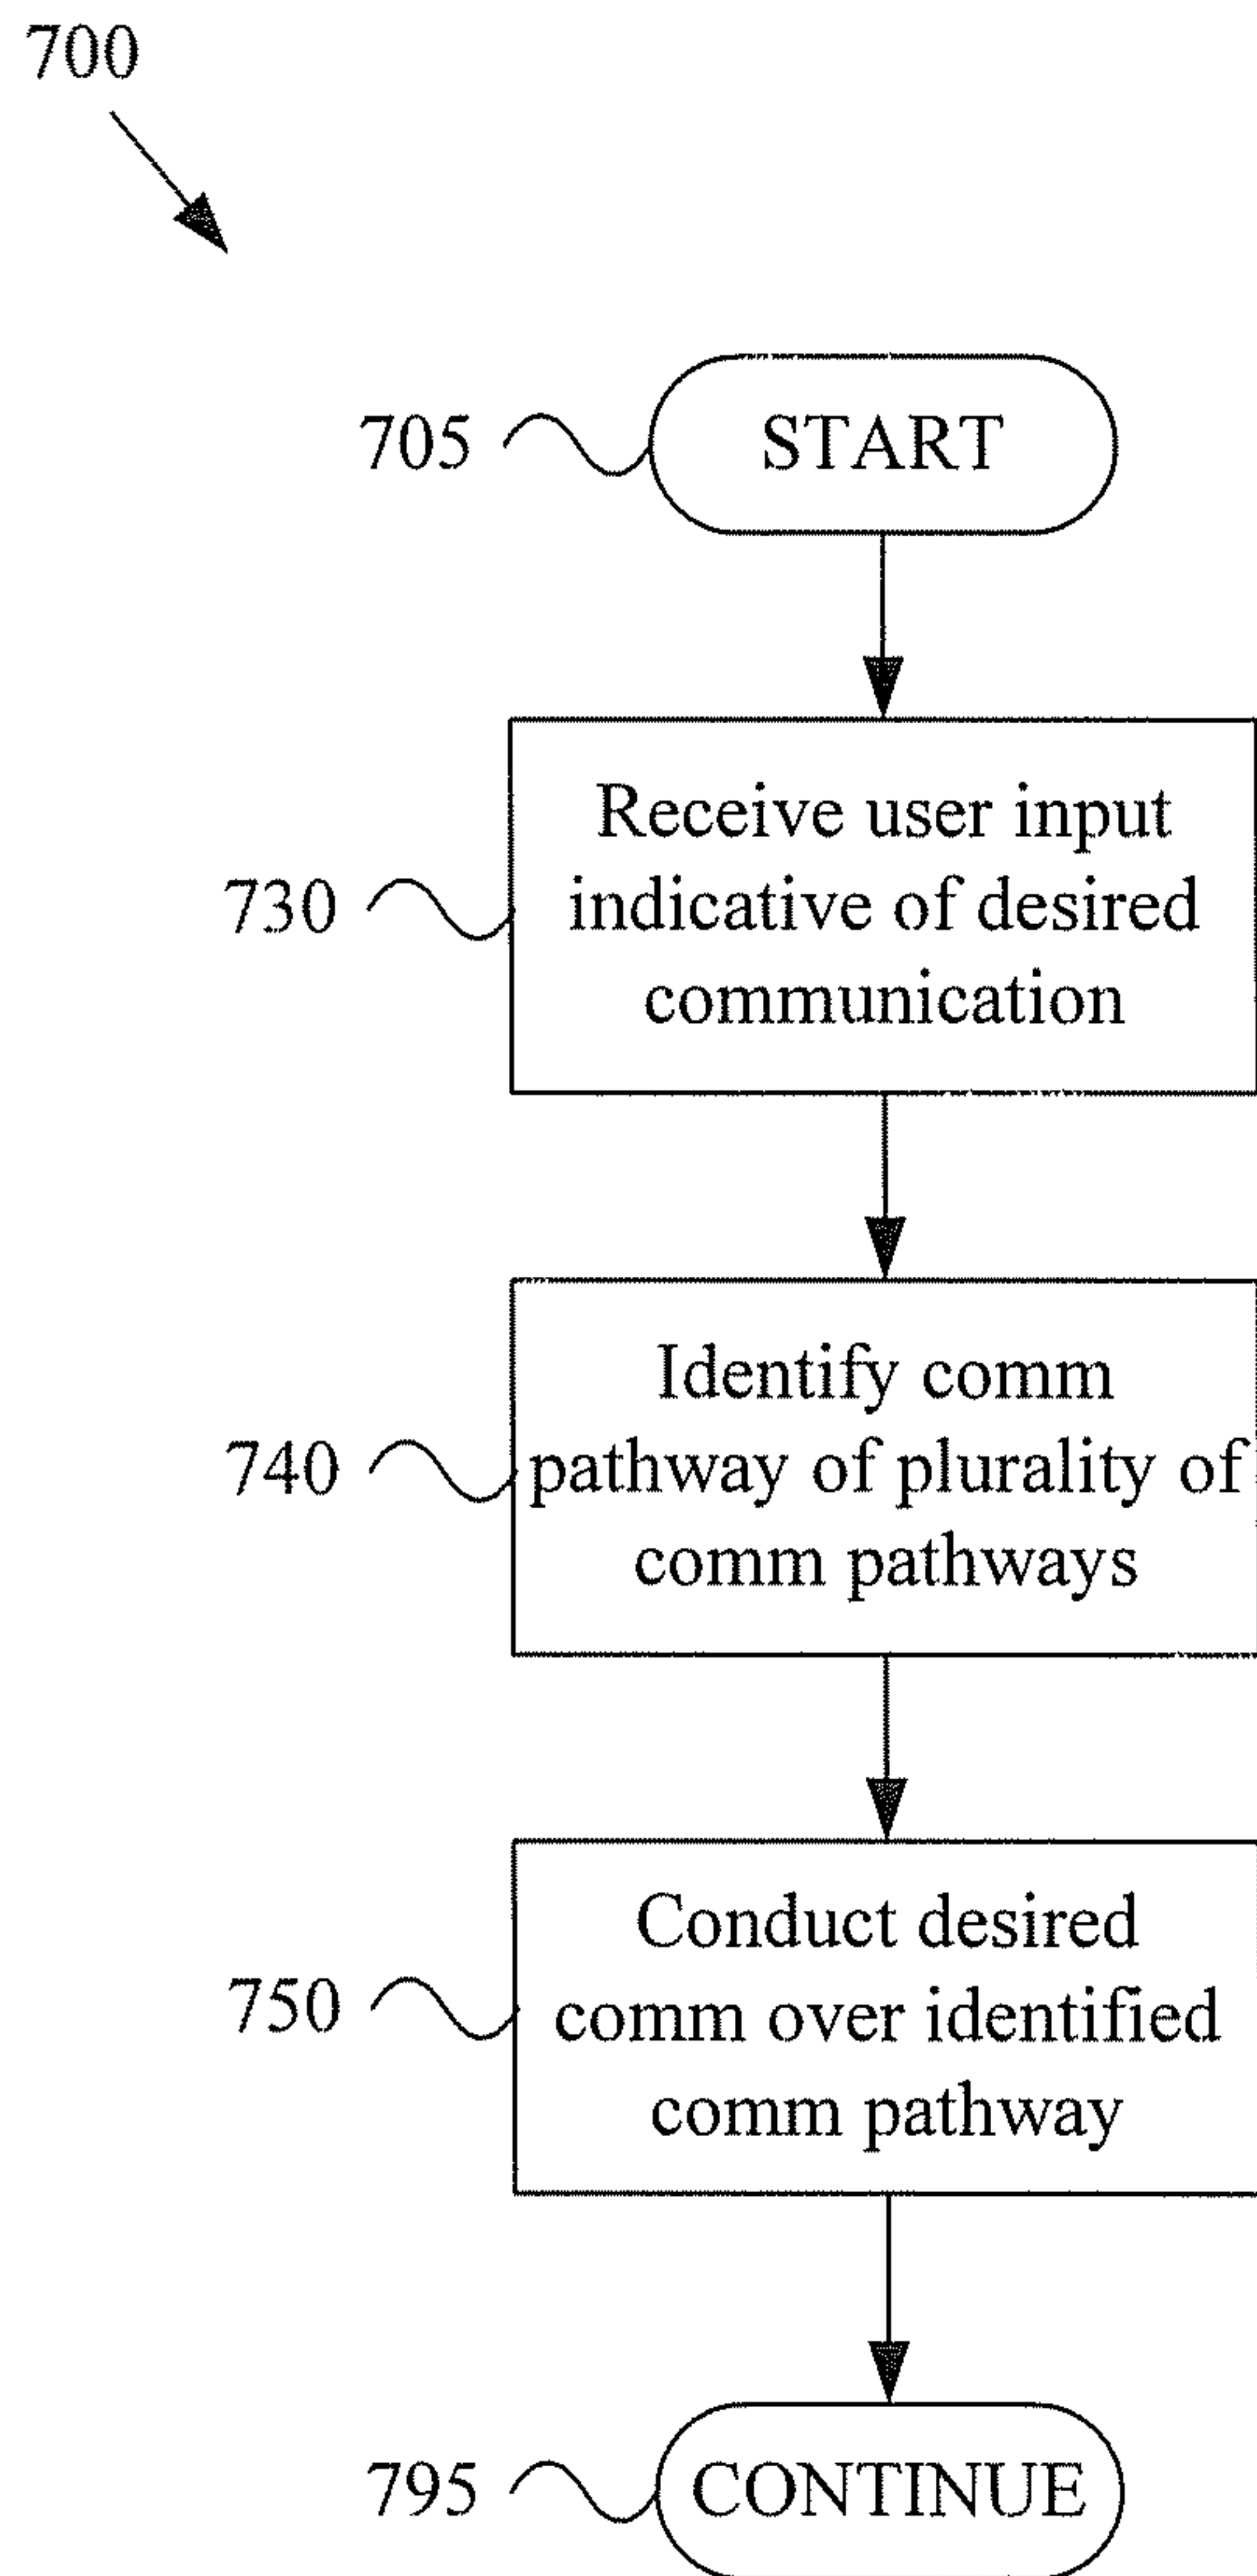 700
705
START
730
Receive user input
indicative of desired
communication
740
Identify comm
pathway of plurality of
comm pathways
750
Conduct desired
comm over identified
comm pathway
795
CONTINUE